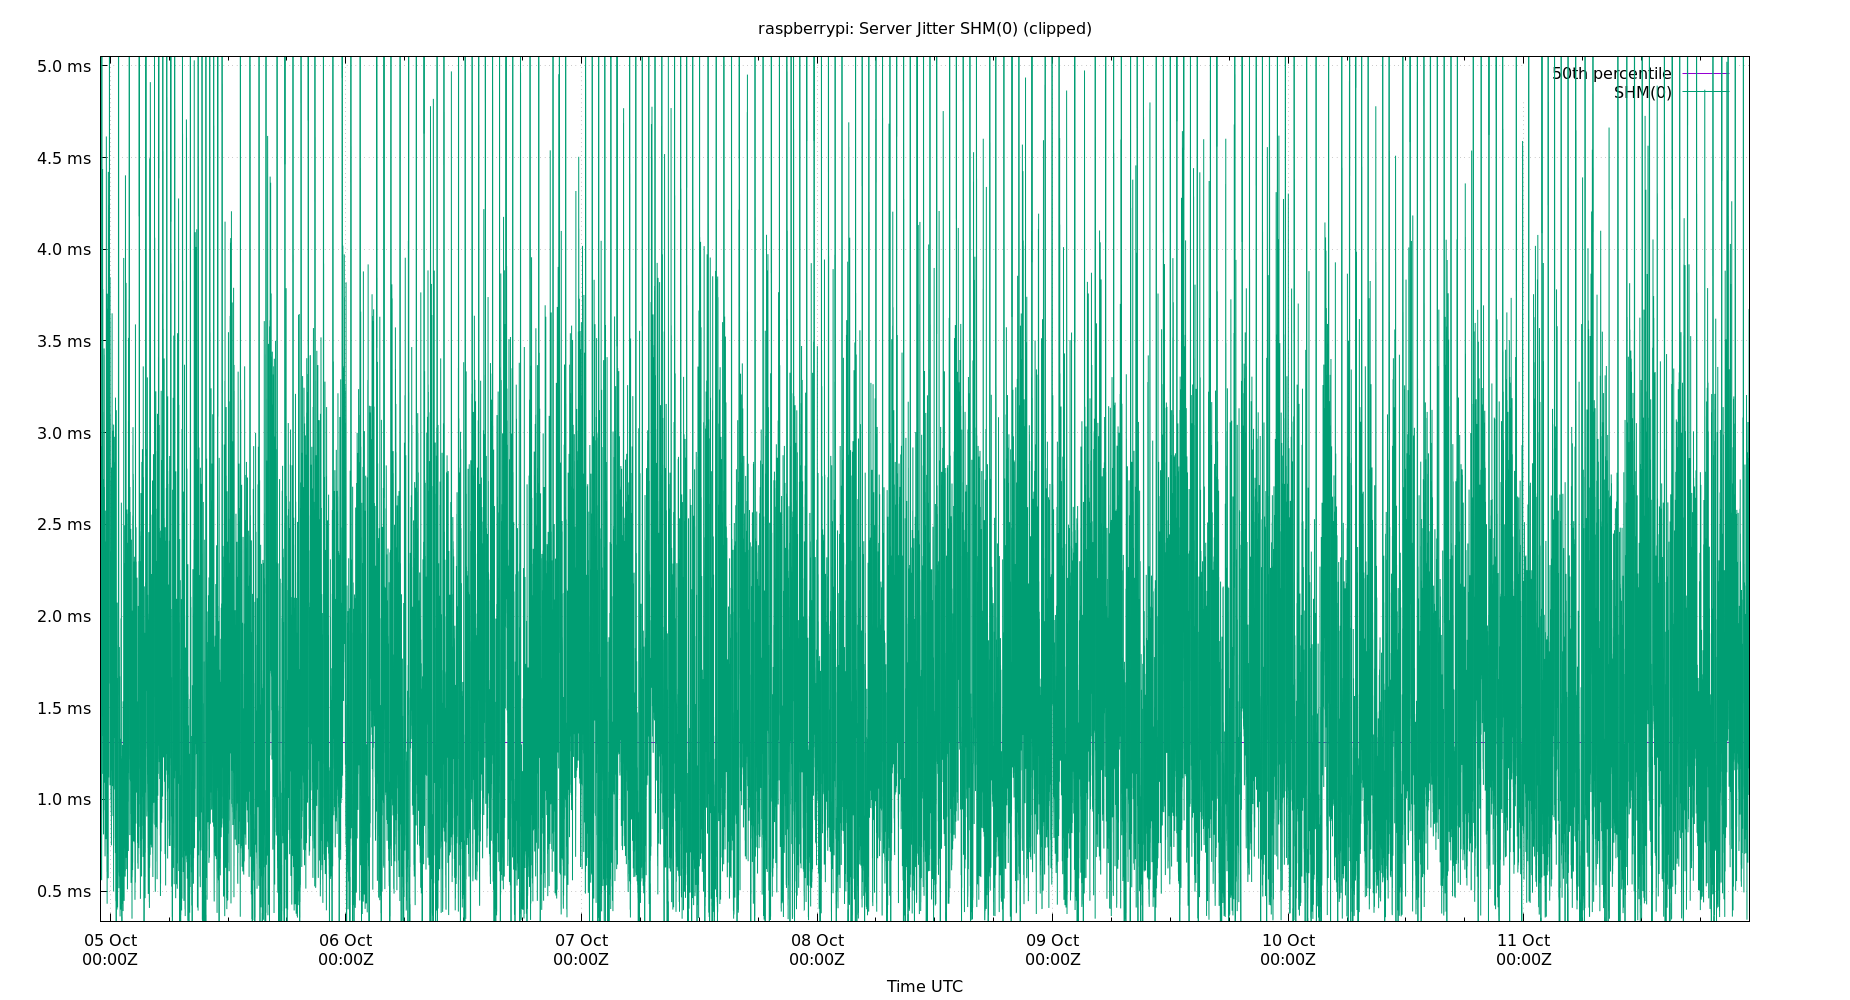 raspberrypi: Server Jitter SHM(0) (clipped)
5.0 ms
4.5 ms
4.0 ms
3.5 ms
3.0 ms
2.5 ms
2.0 ms
1.5 ms
1.0 ms
0.5 ms
50th percentile
SHM(0)
05 Oct 06 Oct 07 Oct 08 Oct 09 Oct 10 Oct 11 Oct
00:00Z 00:00Z 00:00Z 00:00Z 00:00Z 00:00Z 00:00Z
Time UTC